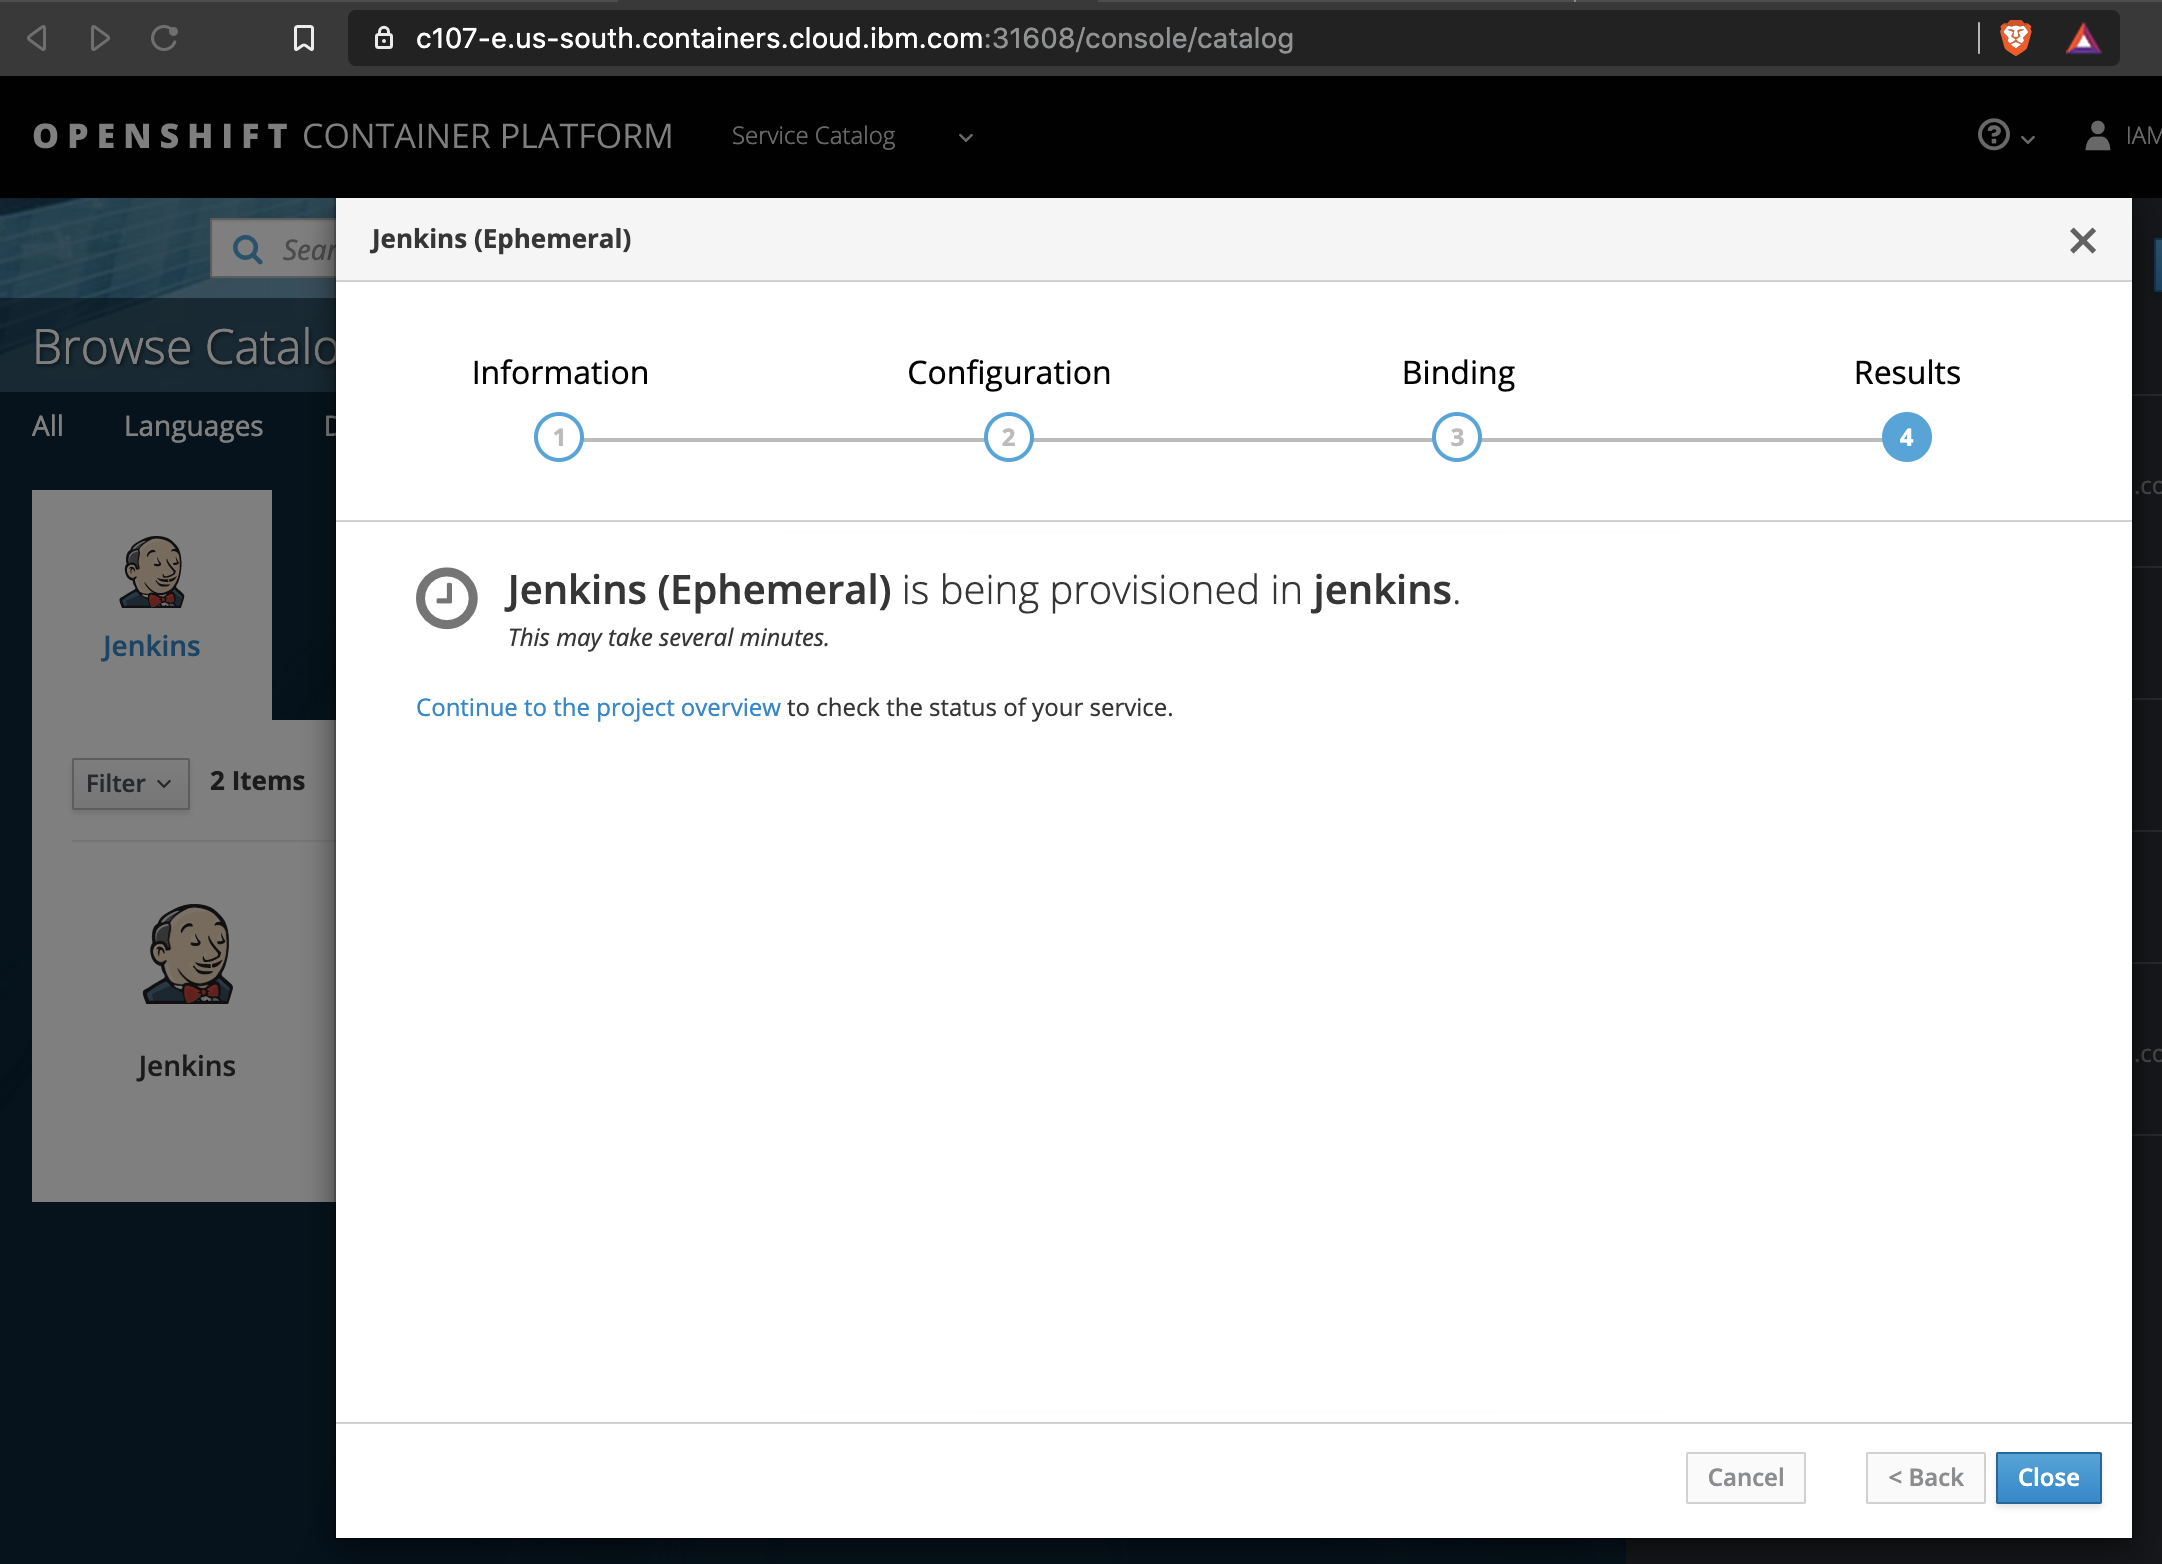 c107-e.us-south.containers.cloud.ibm.com:31608/console/catalog
OPENSHIFT CONTAINER PLATFORM
Service Catalog
IAM
Sear
Jenkins (Ephemeral)
Browse Catalo
Information
Configuration
Binding
Results
All
Languages
D
1
2
3
4
.co
Jenkins (Ephemeral) is being provisioned in jenkins.
This may take several minutes.
Jenkins
Continue to the project overview to check the status of your service.
Filter
2 Items
Jenkins
.co
Cancel
< Back
Close